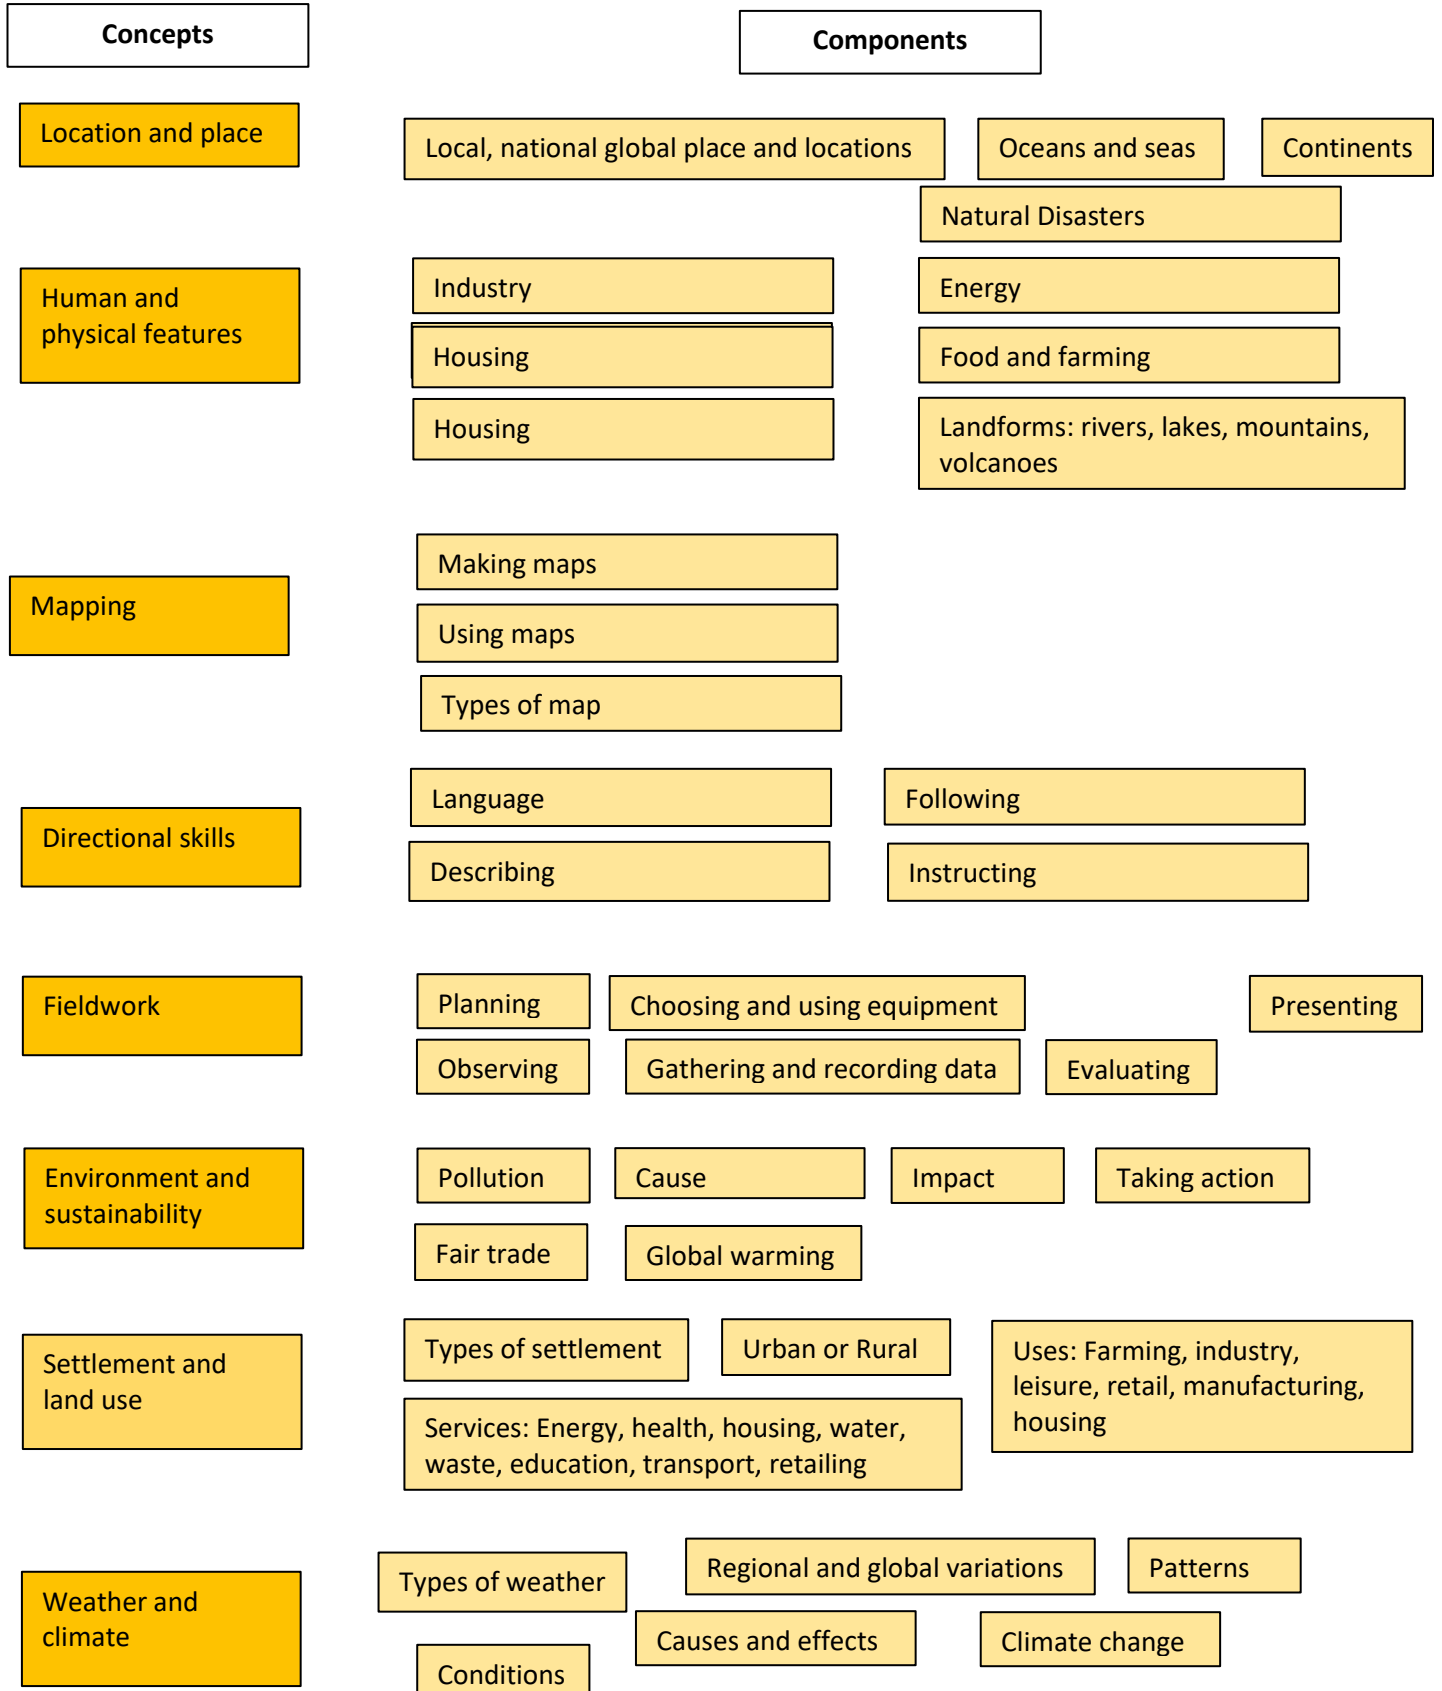 Concepts
Components
Location and place
Local, national global place and locations
Oceans and seas
Continents
Natural Disasters
Human and
physical features
Industry
Energy
Housing
Food and farming
Housing
Landforms: rivers, lakes, mountains,
volcanoes
Mapping
Making maps
Using maps
Types of map
Directional skills
Language
Following
Describing
Instructing
Fieldwork
Planning
Choosing and using equipment
Presenting
Observing
Gathering and recording data
Evaluating
Environment and
sustainability
Pollution
Cause
Impact
Taking action
Fair trade
Global warming
Settlement and
land use
Types of settlement
Urban or Rural
Uses: Farming, industry,
leisure, retail, manufacturing,
housing
Services: Energy, health, housing, water,
waste, education, transport, retailing
Weather and
climate
Types of weather
Regional and global variations
Patterns
Causes and effects
Climate change
Conditions